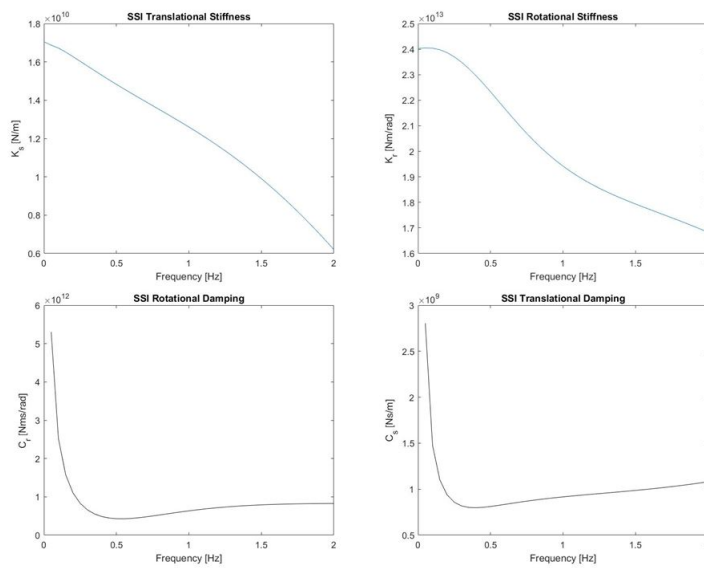 SSI Translational Stiffness
×10^10
1.8
1.6
1.4
1.2
1
0.8
0.6
K_s [N/m]
0 0.5 1 1.5 2
Frequency [Hz]
SSI Rotational Stiffness
×10^13
2.5
2.4
2.3
2.2
2.1
2
1.9
1.8
1.7
1.6
K_r [Nm/rad]
0 0.5 1 1.5
Frequency [Hz]
SSI Rotational Damping
×10^12
6
5
4
3
2
1
0
C_r [Nms/rad]
0 0.5 1 1.5 2
Frequency [Hz]
SSI Translational Damping
×10^9
3
2.5
2
1.5
1
0.5
C_s [Ns/m]
0 0.5 1 1.5
Frequency [Hz]